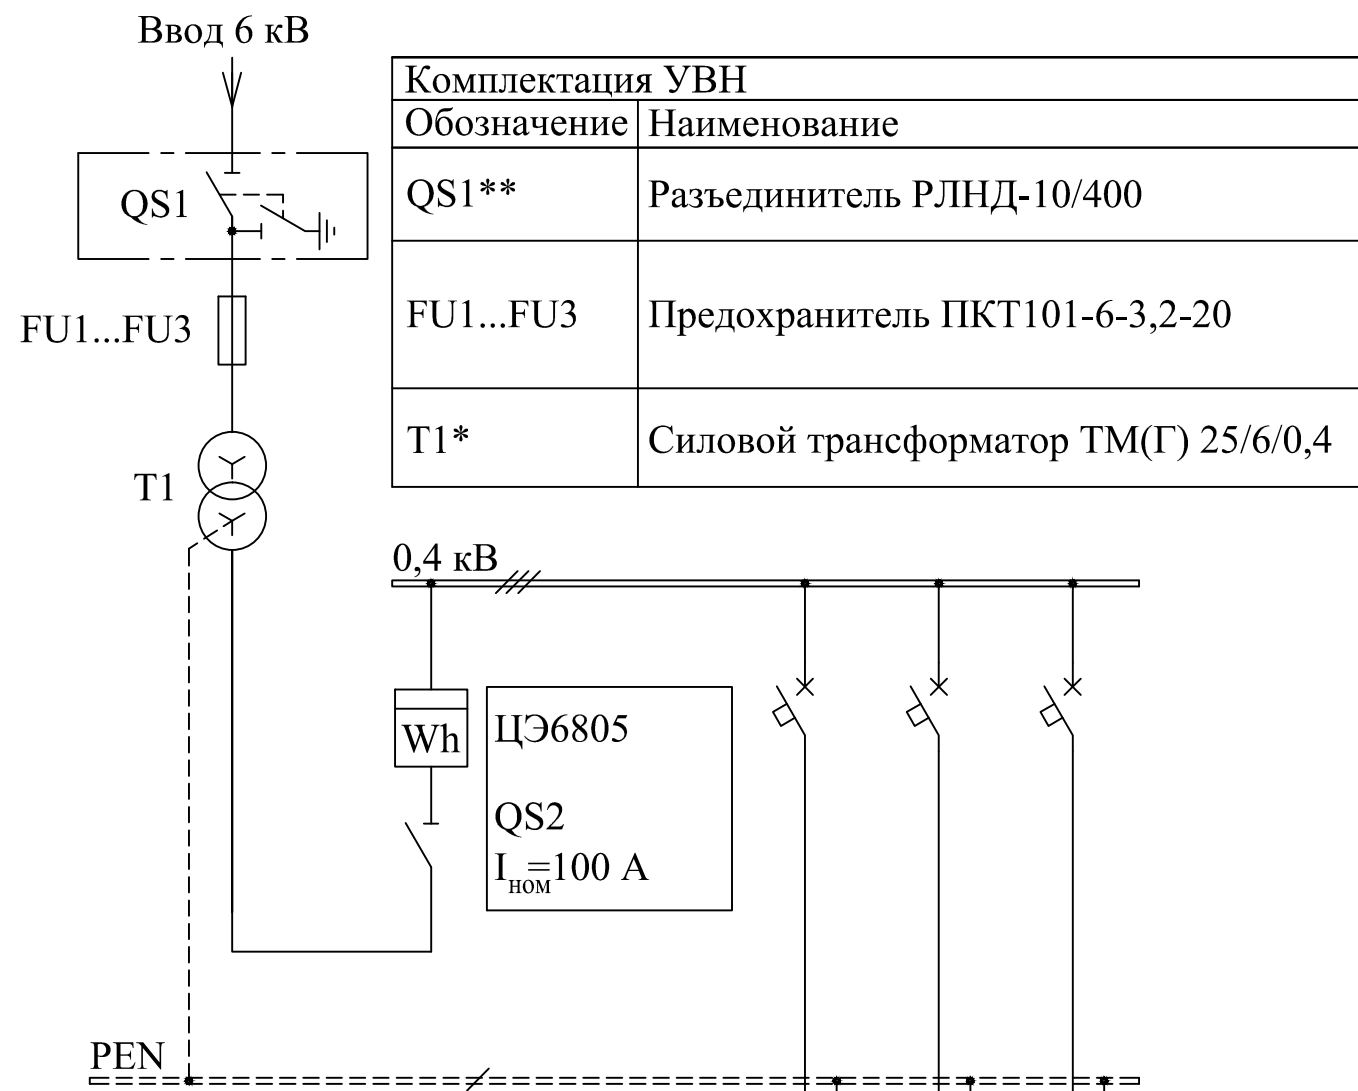 Ввод 6 кВ
Комплектация УВН
Обозначение Наименование
QS1** Разъединитель РЛНД-10/400
QS1
FU1...FU3 Предохранитель ПКТ101-6-3,2-20
FU1...FU3
T1* Силовой трансформатор ТМ(Г) 25/6/0,4
T1
0,4 кВ
Wh
ЦЭ6805
QS2
Iном=100 А
PEN